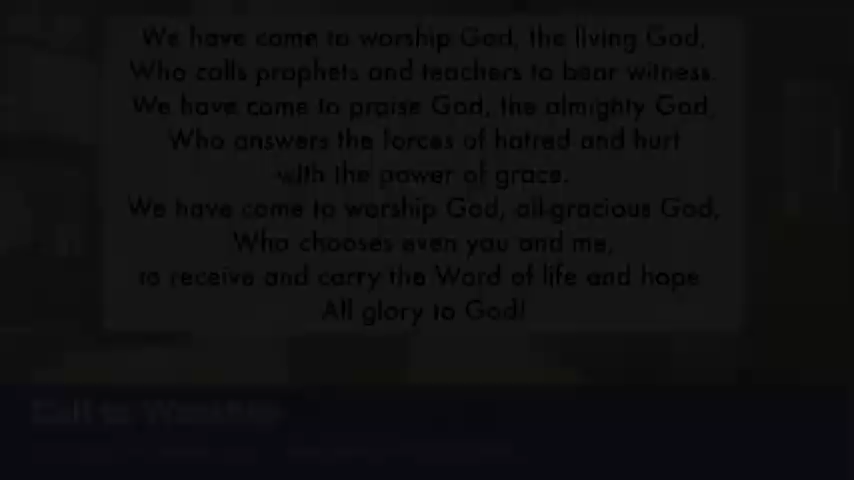 We have come to worship God, the living God,
Who calls prophets and teachers to bear witness.
We have come to praise God, the almighty God,
Who answers the forces of hatred and hurt
with the power of grace.
We have come to worship God, all-gracious God,
Who chooses even you and me,
to receive and carry the Word of life and hope.
All glory to God!
Call to Worship